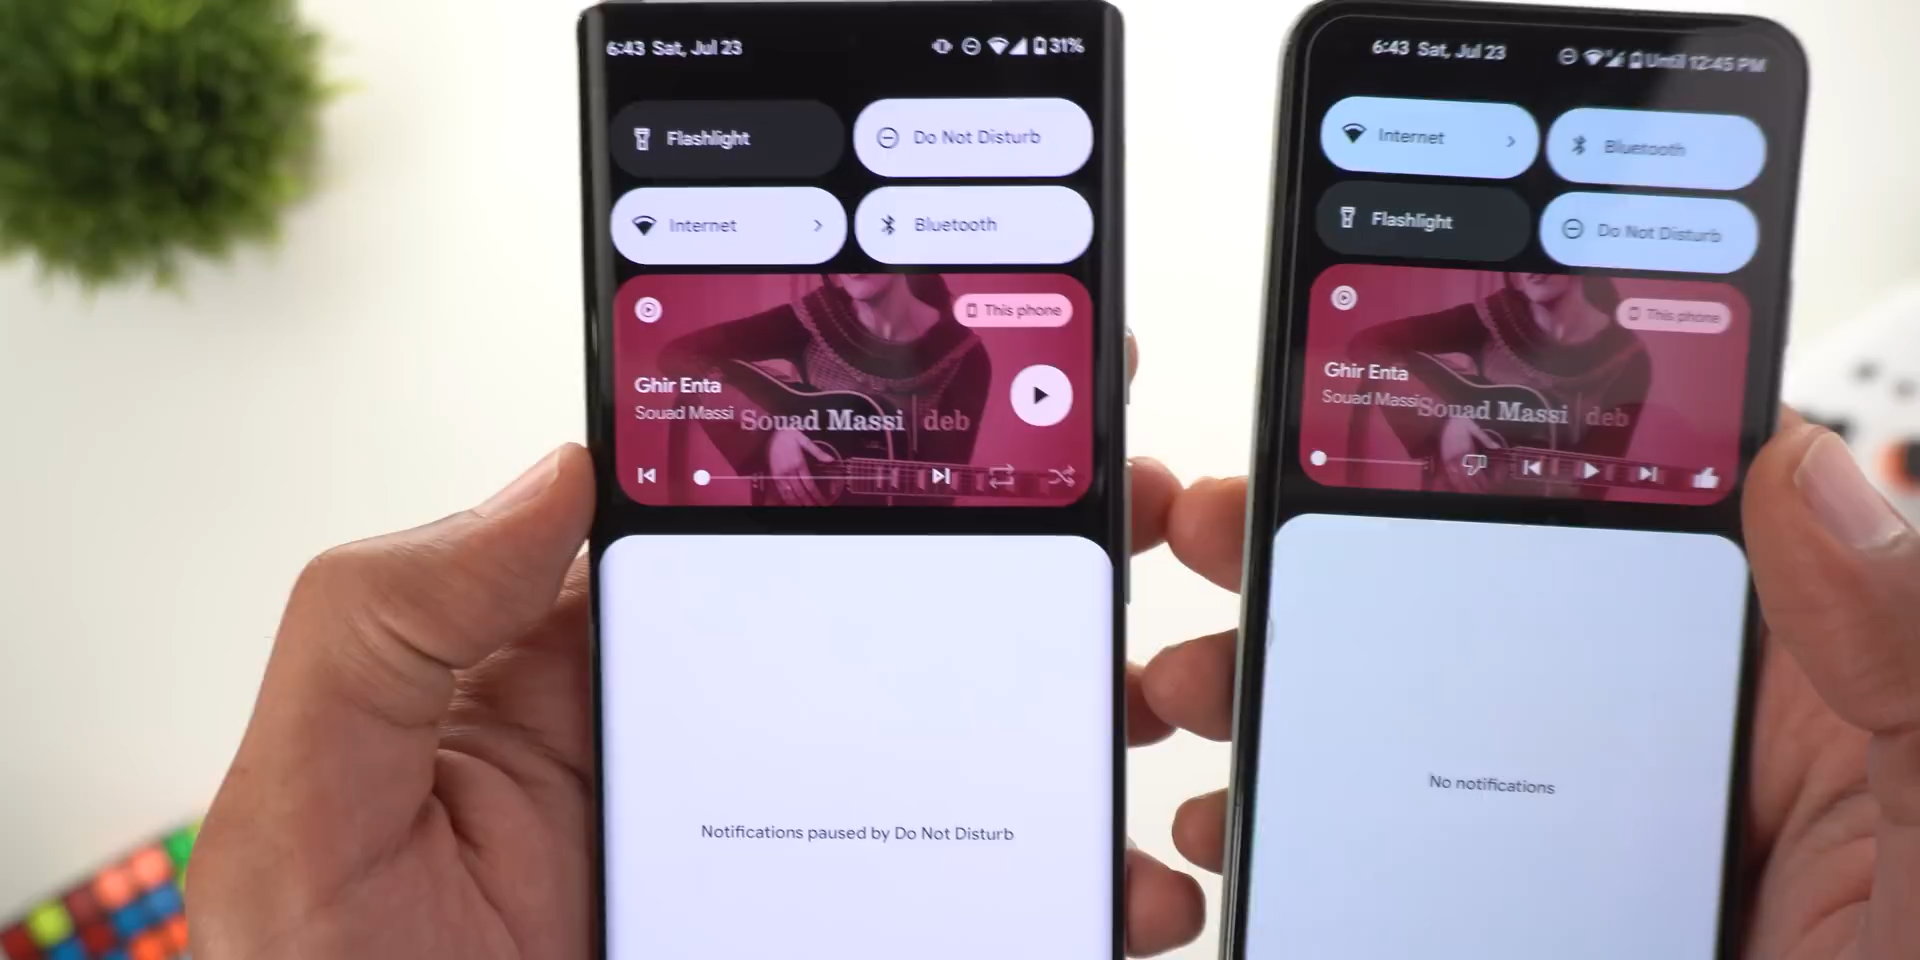 6:43 Sat, Jul 23
31%
Flashlight
Do Not Disturb
Internet
Bluetooth
This phone
Ghir Enta
Souad Massi
Souad Massi deb
Notifications paused by Do Not Disturb
6:43 Sat, Jul 23
Until 12:45 PM
Internet
Bluetooth
Flashlight
Do Not Disturb
This phone
Ghir Enta
Souad Massi
Souad Massi deb
No notifications